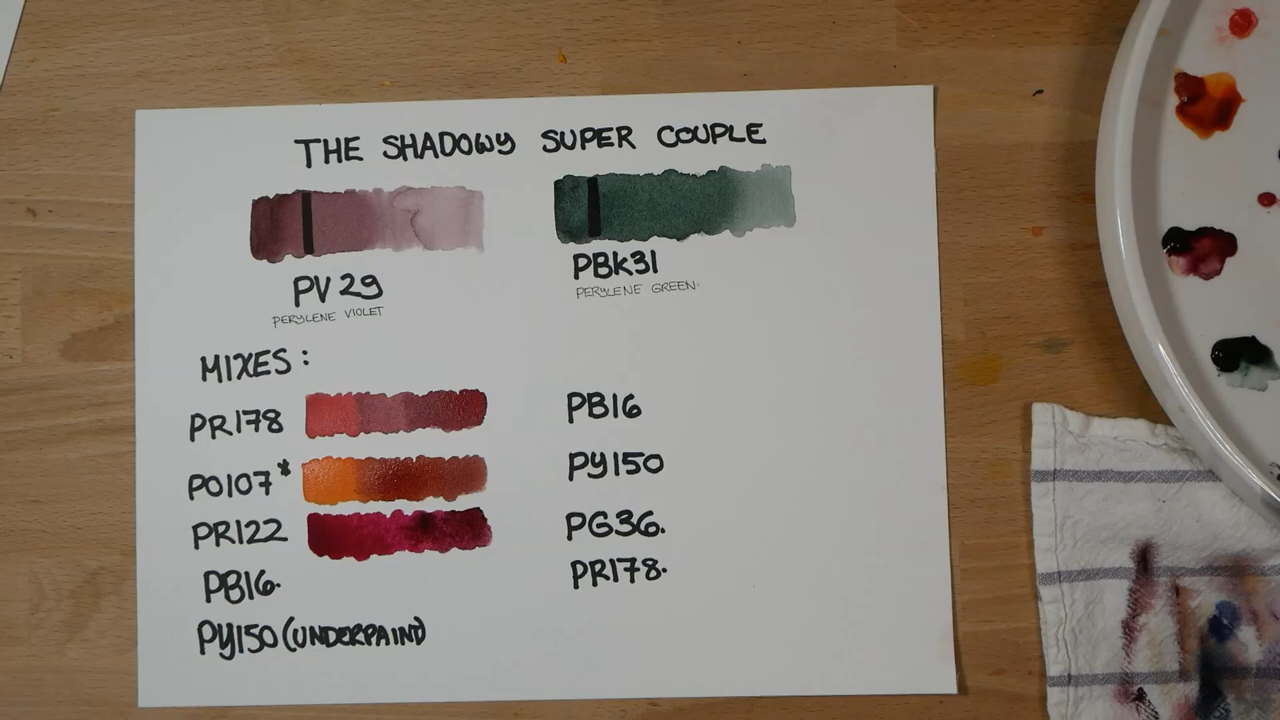 THE SHADOWY SUPER COUPLE
PV29
PERYLENE VIOLET
PBk31
PERYLENE GREEN.
MIXES:
PR178
PO107*
PR122
PB16.
PY150 (UNDERPAINT)
PB16
PY150
PG36.
PR178.